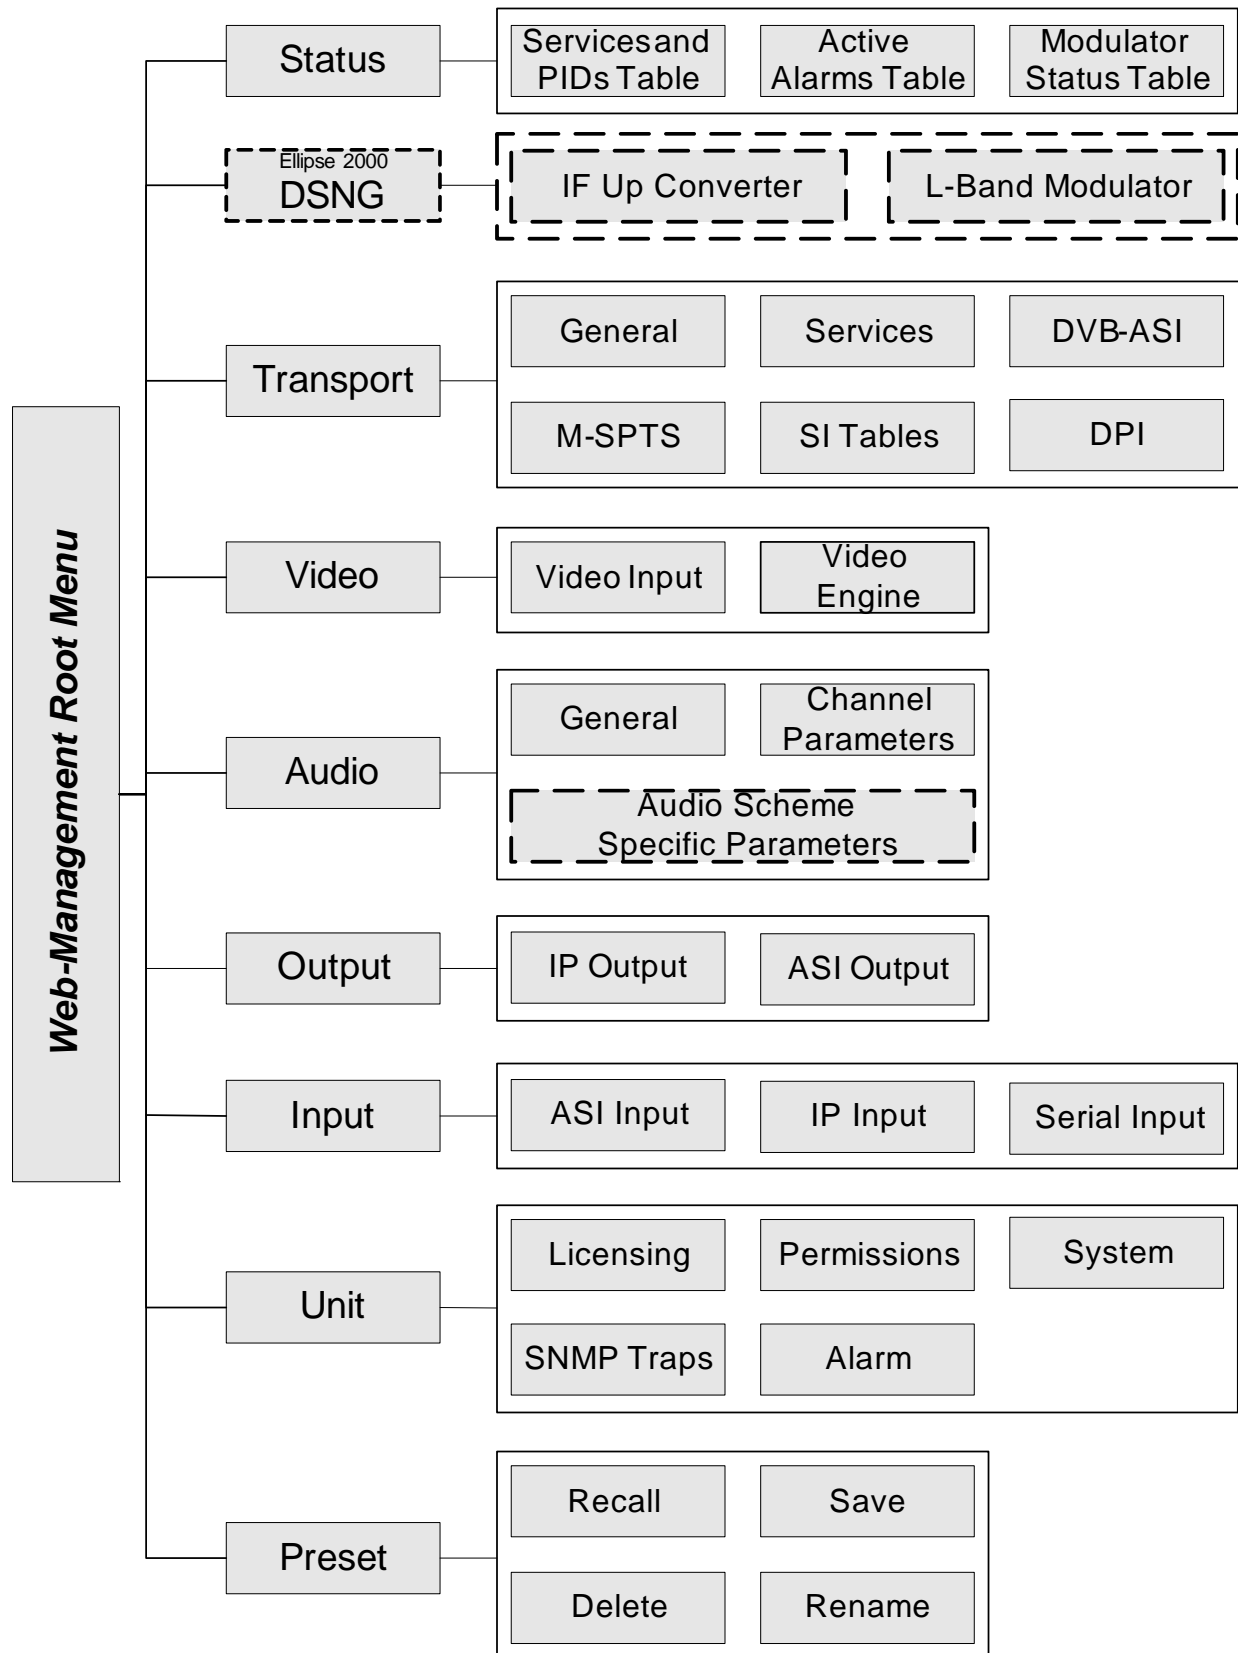 Web-Management Root Menu
Status
Services and
PIDs Table
Active
Alarms Table
Modulator
Status Table
Ellipse 2000
DSNG
IF Up Converter
L-Band Modulator
Transport
General
Services
DVB-ASI
M-SPTS
SI Tables
DPI
Video
Video Input
Video
Engine
Audio
General
Channel
Parameters
Audio Scheme
Specific Parameters
Output
IP Output
ASI Output
Input
ASI Input
IP Input
Serial Input
Unit
Licensing
Permissions
System
SNMP Traps
Alarm
Preset
Recall
Save
Delete
Rename